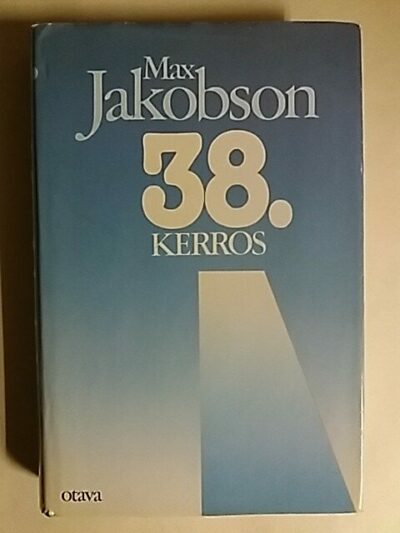 Max
Jakobson
38.
KERROS
otava